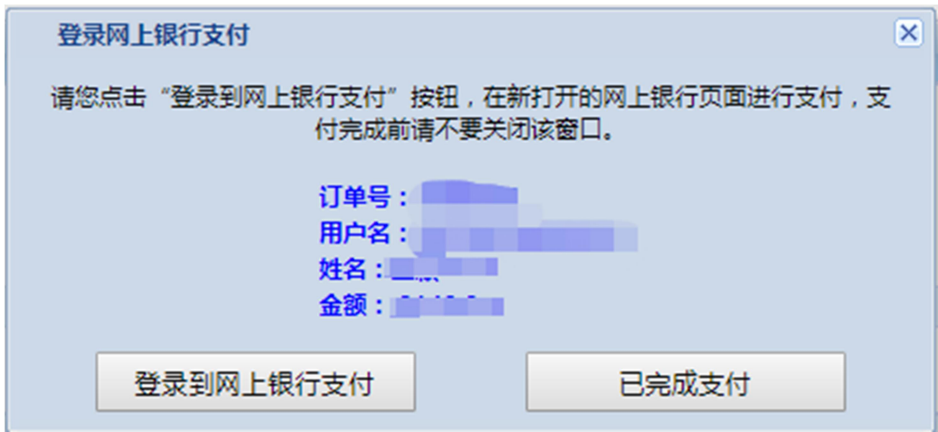 登录网上银行支付
请您点击“登录到网上银行支付”按钮，在新打开的网上银行页面进行支付，支
付完成前请不要关闭该窗口。
订单号：
用户名：
姓名：
金额：
登录到网上银行支付
已完成支付